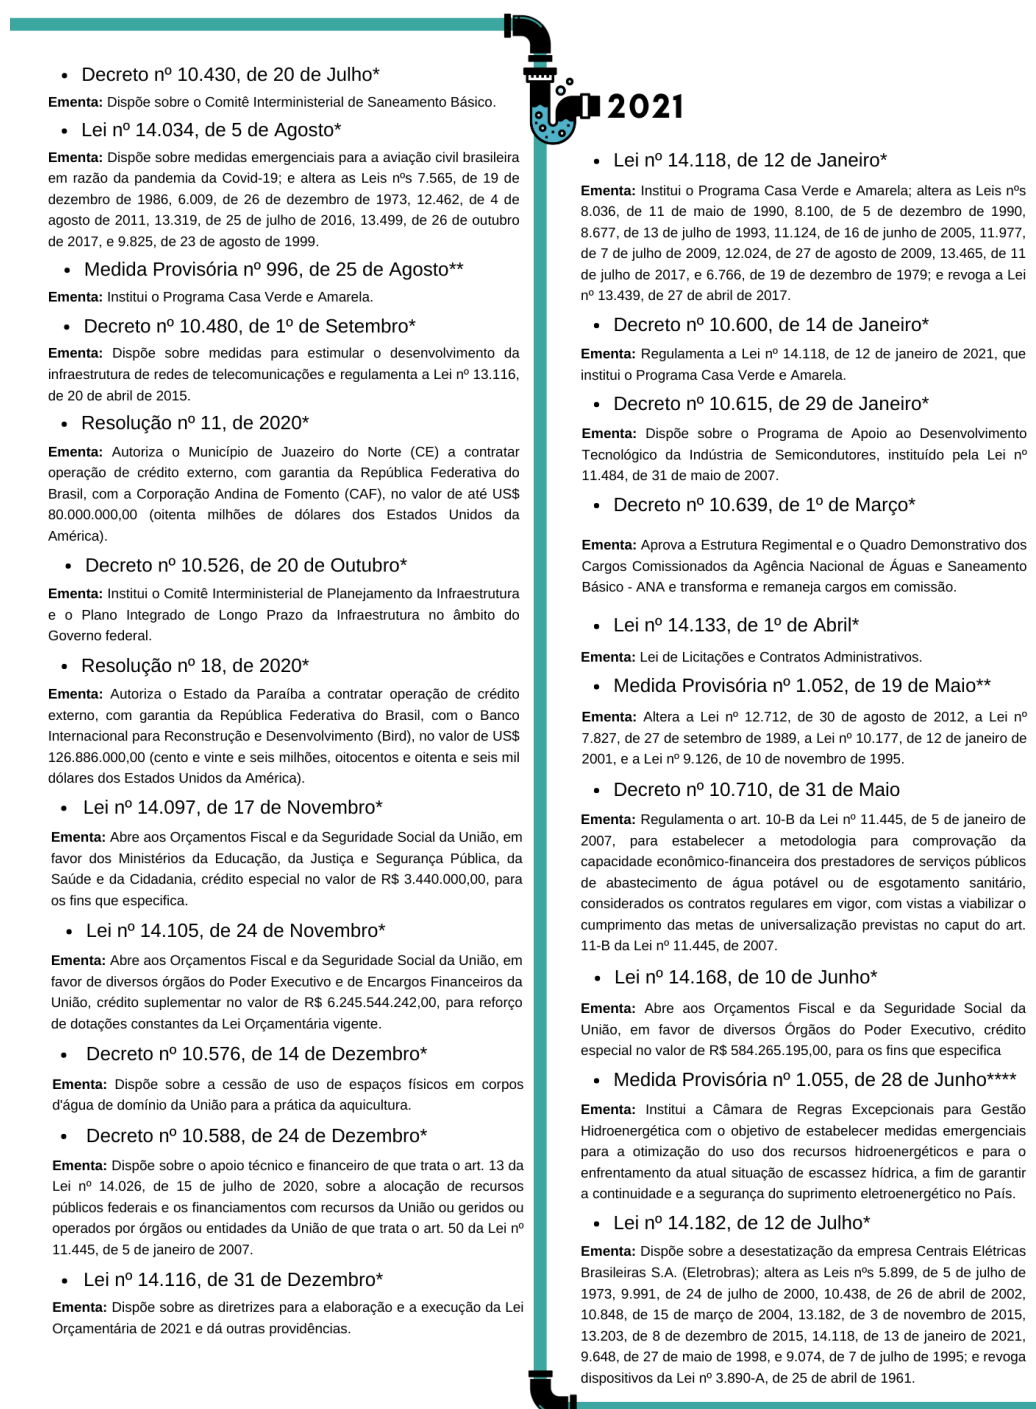 • Decreto nº 10.430, de 20 de Julho*
Ementa: Dispõe sobre o Comitê Interministerial de Saneamento Básico.
• Lei nº 14.034, de 5 de Agosto*
Ementa: Dispõe sobre medidas emergenciais para a aviação civil brasileira
em razão da pandemia da Covid-19; e altera as Leis nºs 7.565, de 19 de
dezembro de 1986, 6.009, de 26 de dezembro de 1973, 12.462, de 4 de
agosto de 2011, 13.319, de 25 de julho de 2016, 13.499, de 26 de outubro
de 2017, e 9.825, de 23 de agosto de 1999.
• Medida Provisória nº 996, de 25 de Agosto**
Ementa: Institui o Programa Casa Verde e Amarela.
• Decreto nº 10.480, de 1º de Setembro*
Ementa: Dispõe sobre medidas para estimular o desenvolvimento da
infraestrutura de redes de telecomunicações e regulamenta a Lei nº 13.116,
de 20 de abril de 2015.
• Resolução nº 11, de 2020*
Ementa: Autoriza o Município de Juazeiro do Norte (CE) a contratar
operação de crédito externo, com garantia da República Federativa do
Brasil, com a Corporação Andina de Fomento (CAF), no valor de até US$
80.000.000,00 (oitenta milhões de dólares dos Estados Unidos da
América).
• Decreto nº 10.526, de 20 de Outubro*
Ementa: Institui o Comitê Interministerial de Planejamento da Infraestrutura
e o Plano Integrado de Longo Prazo da Infraestrutura no âmbito do
Governo federal.
• Resolução nº 18, de 2020*
Ementa: Autoriza o Estado da Paraíba a contratar operação de crédito
externo, com garantia da República Federativa do Brasil, com o Banco
Internacional para Reconstrução e Desenvolvimento (Bird), no valor de US$
126.886.000,00 (cento e vinte e seis milhões, oitocentos e oitenta e seis mil
dólares dos Estados Unidos da América).
• Lei nº 14.097, de 17 de Novembro*
Ementa: Abre aos Orçamentos Fiscal e da Seguridade Social da União, em
favor dos Ministérios da Educação, da Justiça e Segurança Pública, da
Saúde e da Cidadania, crédito especial no valor de R$ 3.440.000,00, para
os fins que especifica.
• Lei nº 14.105, de 24 de Novembro*
Ementa: Abre aos Orçamentos Fiscal e da Seguridade Social da União, em
favor de diversos órgãos do Poder Executivo e de Encargos Financeiros da
União, crédito suplementar no valor de R$ 6.245.544.242,00, para reforço
de dotações constantes da Lei Orçamentária vigente.
• Decreto nº 10.576, de 14 de Dezembro*
Ementa: Dispõe sobre a cessão de uso de espaços físicos em corpos
d'água de domínio da União para a prática da aquicultura.
• Decreto nº 10.588, de 24 de Dezembro*
Ementa: Dispõe sobre o apoio técnico e financeiro de que trata o art. 13 da
Lei nº 14.026, de 15 de julho de 2020, sobre a alocação de recursos
públicos federais e os financiamentos com recursos da União ou geridos ou
operados por órgãos ou entidades da União de que trata o art. 50 da Lei nº
11.445, de 5 de janeiro de 2007.
• Lei nº 14.116, de 31 de Dezembro*
Ementa: Dispõe sobre as diretrizes para a elaboração e a execução da Lei
Orçamentária de 2021 e dá outras providências.
2021
• Lei nº 14.118, de 12 de Janeiro*
Ementa: Institui o Programa Casa Verde e Amarela; altera as Leis nºs
8.036, de 11 de maio de 1990, 8.100, de 5 de dezembro de 1990,
8.677, de 13 de julho de 1993, 11.124, de 16 de junho de 2005, 11.977,
de 7 de julho de 2009, 12.024, de 27 de agosto de 2009, 13.465, de 11
de julho de 2017, e 6.766, de 19 de dezembro de 1979; e revoga a Lei
nº 13.439, de 27 de abril de 2017.
• Decreto nº 10.600, de 14 de Janeiro*
Ementa: Regulamenta a Lei nº 14.118, de 12 de janeiro de 2021, que
institui o Programa Casa Verde e Amarela.
• Decreto nº 10.615, de 29 de Janeiro*
Ementa: Dispõe sobre o Programa de Apoio ao Desenvolvimento
Tecnológico da Indústria de Semicondutores, instituído pela Lei nº
11.484, de 31 de maio de 2007.
• Decreto nº 10.639, de 1º de Março*
Ementa: Aprova a Estrutura Regimental e o Quadro Demonstrativo dos
Cargos Comissionados da Agência Nacional de Águas e Saneamento
Básico - ANA e transforma e remaneja cargos em comissão.
• Lei nº 14.133, de 1º de Abril*
Ementa: Lei de Licitações e Contratos Administrativos.
• Medida Provisória nº 1.052, de 19 de Maio**
Ementa: Altera a Lei nº 12.712, de 30 de agosto de 2012, a Lei nº
7.827, de 27 de setembro de 1989, a Lei nº 10.177, de 12 de janeiro de
2001, e a Lei nº 9.126, de 10 de novembro de 1995.
• Decreto nº 10.710, de 31 de Maio
Ementa: Regulamenta o art. 10-B da Lei nº 11.445, de 5 de janeiro de
2007, para estabelecer a metodologia para comprovação da
capacidade econômico-financeira dos prestadores de serviços públicos
de abastecimento de água potável ou de esgotamento sanitário,
considerados os contratos regulares em vigor, com vistas a viabilizar o
cumprimento das metas de universalização previstas no caput do art.
11-B da Lei nº 11.445, de 2007.
• Lei nº 14.168, de 10 de Junho*
Ementa: Abre aos Orçamentos Fiscal e da Seguridade Social da
União, em favor de diversos Órgãos do Poder Executivo, crédito
especial no valor de R$ 584.265.195,00, para os fins que especifica
• Medida Provisória nº 1.055, de 28 de Junho****
Ementa: Institui a Câmara de Regras Excepcionais para Gestão
Hidroenergética com o objetivo de estabelecer medidas emergenciais
para a otimização do uso dos recursos hidroenergéticos e para o
enfrentamento da atual situação de escassez hídrica, a fim de garantir
a continuidade e a segurança do suprimento eletroenergético no País.
• Lei nº 14.182, de 12 de Julho*
Ementa: Dispõe sobre a desestatização da empresa Centrais Elétricas
Brasileiras S.A. (Eletrobras); altera as Leis nºs 5.899, de 5 de julho de
1973, 9.991, de 24 de julho de 2000, 10.438, de 26 de abril de 2002,
10.848, de 15 de março de 2004, 13.182, de 3 de novembro de 2015,
13.203, de 8 de dezembro de 2015, 14.118, de 13 de janeiro de 2021,
9.648, de 27 de maio de 1998, e 9.074, de 7 de julho de 1995; e revoga
dispositivos da Lei nº 3.890-A, de 25 de abril de 1961.